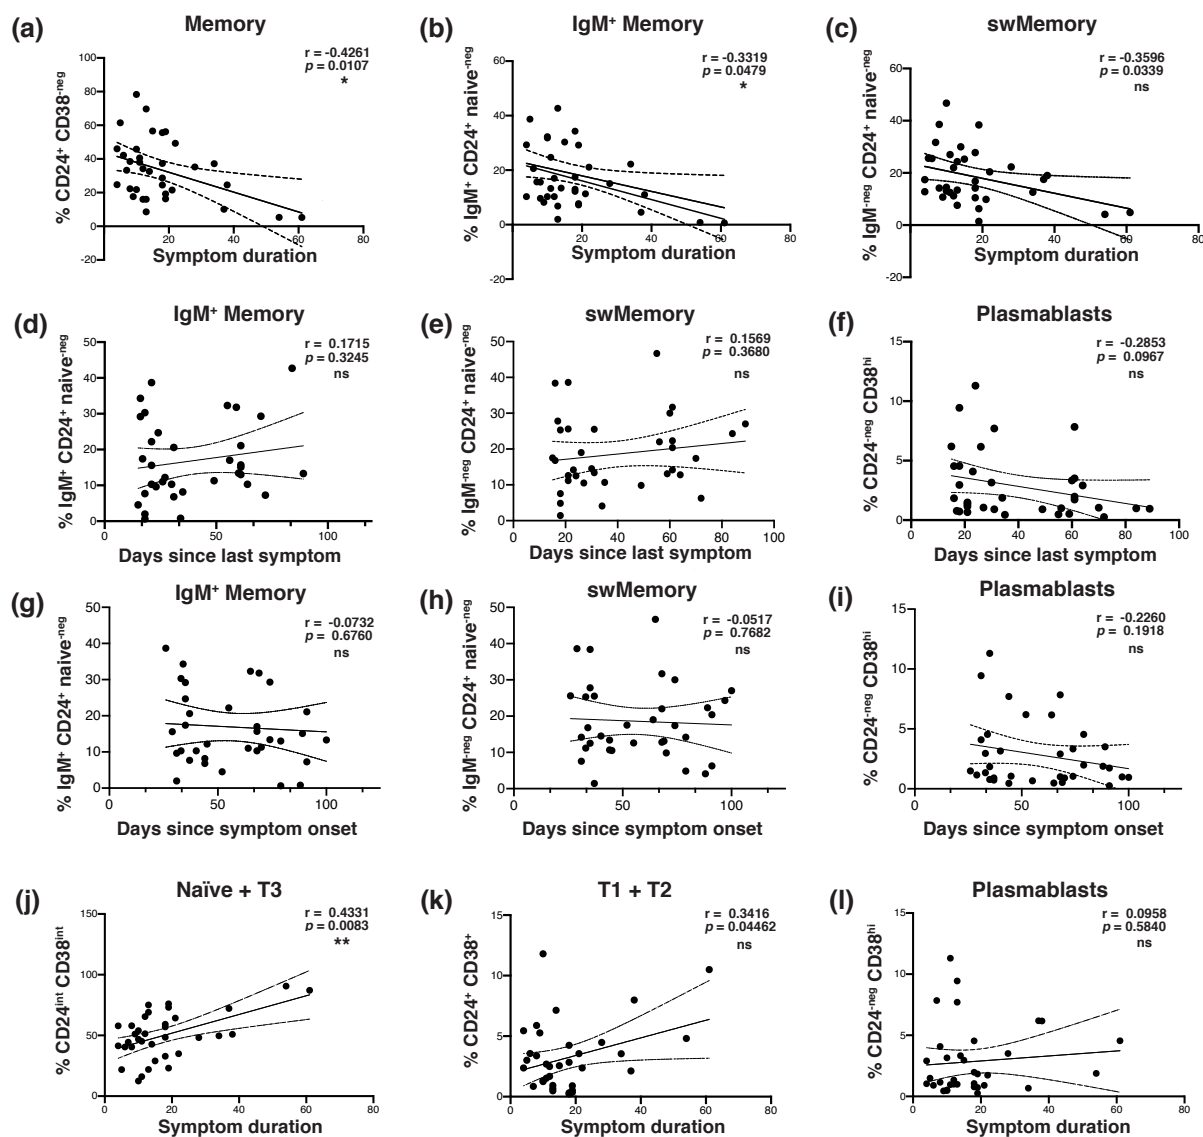 (a)
Memory
r = -0.4261
p = 0.0107
*
% CD24+ CD38-neg
100
80
60
40
20
0
-20
0
20
40
60
80
Symptom duration
(b)
IgM+ Memory
r = -0.3319
p = 0.0479
*
% IgM+ CD24+ naive-neg
60
40
20
0
-20
0
20
40
60
80
Symptom duration
(c)
swMemory
r = -0.3596
p = 0.0339
ns
% IgM-neg CD24+ naive-neg
60
40
20
0
-20
0
20
40
60
80
Symptom duration
(d)
IgM+ Memory
r = 0.1715
p = 0.3245
ns
% IgM+ CD24+ naive-neg
50
40
30
20
10
0
0
50
100
Days since last symptom
(e)
swMemory
r = 0.1569
p = 0.3680
ns
% IgM-neg CD24+ naive-neg
50
40
30
20
10
0
0
20
40
60
80
100
Days since last symptom
(f)
Plasmablasts
r = -0.2853
p = 0.0967
ns
% CD24-neg CD38hi
15
10
5
0
0
20
40
60
80
100
Days since last symptom
(g)
IgM+ Memory
r = -0.0732
p = 0.6760
ns
% IgM+ CD24+ naive-neg
50
40
30
20
10
0
0
50
100
Days since symptom onset
(h)
swMemory
r = -0.0517
p = 0.7682
ns
% IgM-neg CD24+ naive-neg
50
40
30
20
10
0
0
50
100
Days since symptom onset
(i)
Plasmablasts
r = -0.2260
p = 0.1918
ns
% CD24-neg CD38hi
15
10
5
0
0
50
100
Days since symptom onset
(j)
Naïve + T3
r = 0.4331
p = 0.0083
**
% CD24int CD38int
150
100
50
0
0
20
40
60
80
Symptom duration
(k)
T1 + T2
r = 0.3416
p = 0.04462
ns
% CD24+ CD38+
15
10
5
0
0
20
40
60
80
Symptom duration
(l)
Plasmablasts
r = 0.0958
p = 0.5840
ns
% CD24-neg CD38hi
15
10
5
0
0
20
40
60
80
Symptom duration